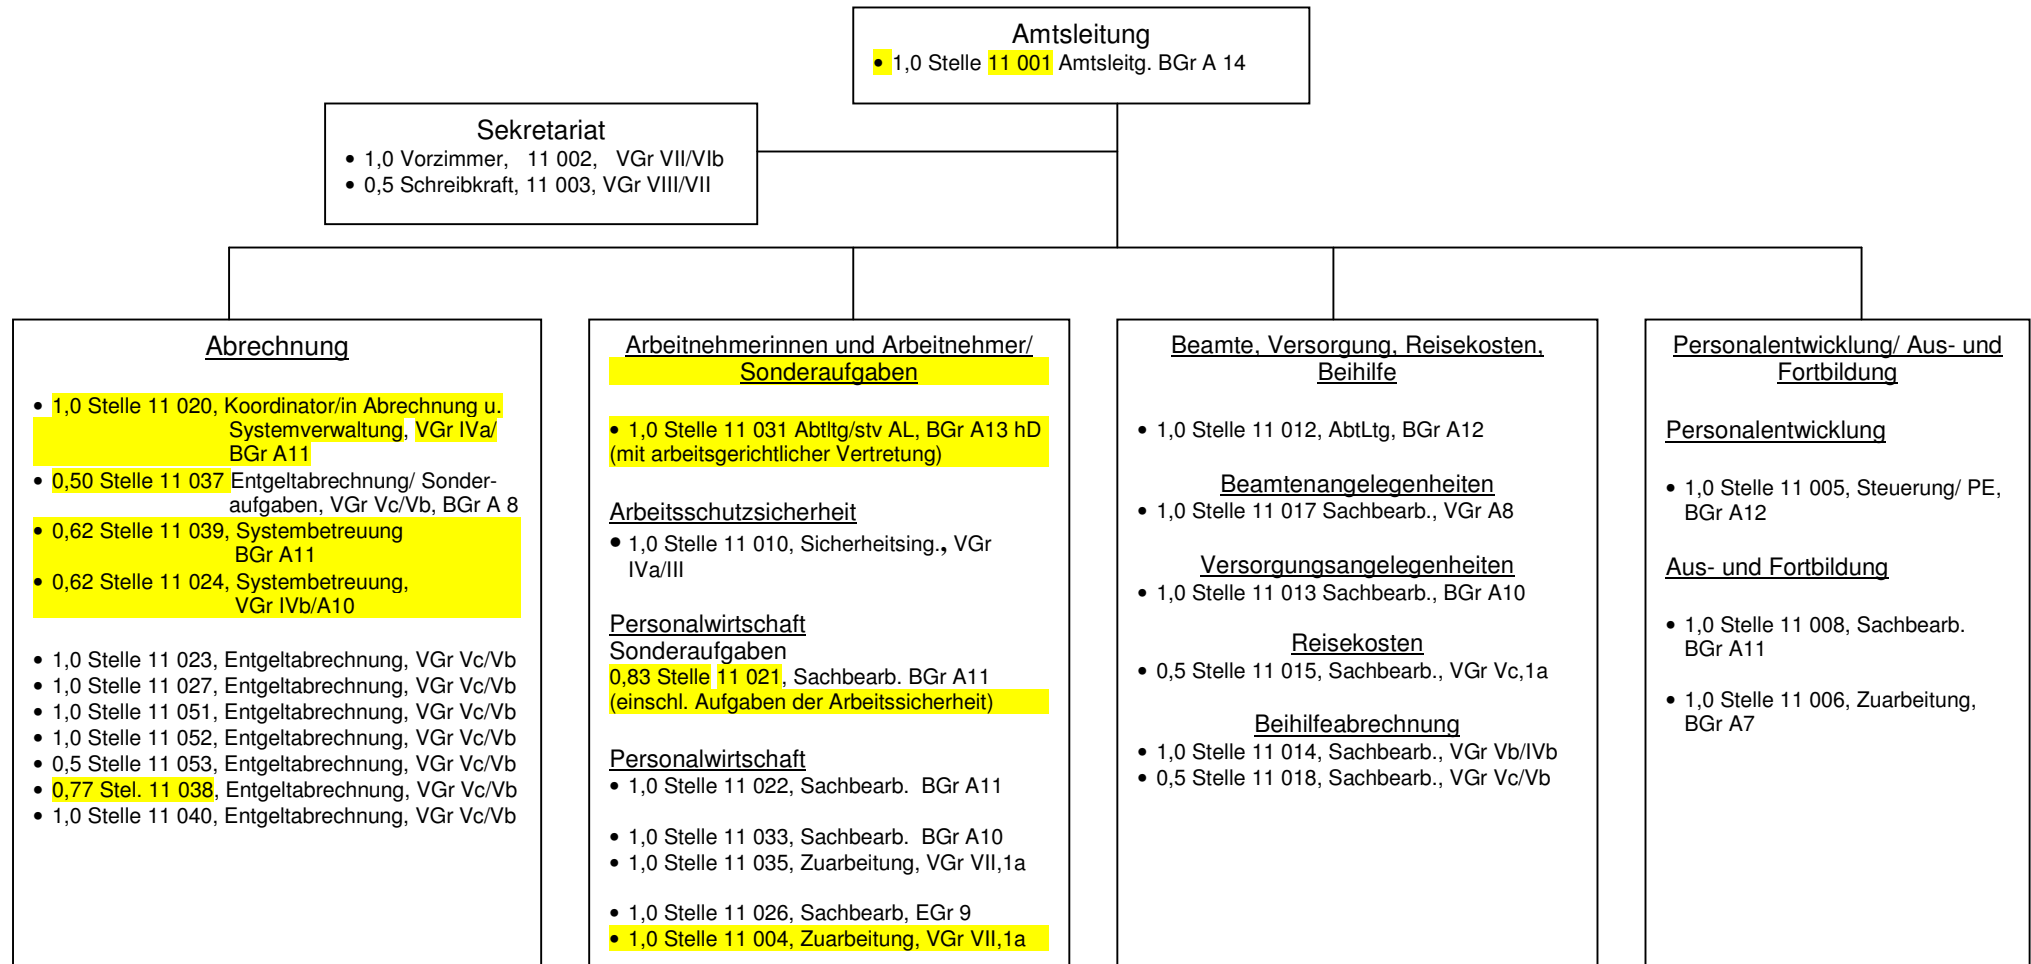 Amtsleitung
• 1,0 Stelle 11 001 Amtsleitg. BGr A 14
Sekretariat
• 1,0 Vorzimmer, 11 002, VGr VII/VIb
• 0,5 Schreibkraft, 11 003, VGr VIII/VII
Abrechnung
• 1,0 Stelle 11 020, Koordinator/in Abrechnung u.
Systemverwaltung, VGr IVa/
BGr A11
• 0,50 Stelle 11 037 Entgeltabrechnung/ Sonder-
aufgaben, VGr Vc/Vb, BGr A 8
• 0,62 Stelle 11 039, Systembetreuung
BGr A11
• 0,62 Stelle 11 024, Systembetreuung,
VGr IVb/A10
• 1,0 Stelle 11 023, Entgeltabrechnung, VGr Vc/Vb
• 1,0 Stelle 11 027, Entgeltabrechnung, VGr Vc/Vb
• 1,0 Stelle 11 051, Entgeltabrechnung, VGr Vc/Vb
• 1,0 Stelle 11 052, Entgeltabrechnung, VGr Vc/Vb
• 0,5 Stelle 11 053, Entgeltabrechnung, VGr Vc/Vb
• 0,77 Stel. 11 038, Entgeltabrechnung, VGr Vc/Vb
• 1,0 Stelle 11 040, Entgeltabrechnung, VGr Vc/Vb
Arbeitnehmerinnen und Arbeitnehmer/
Sonderaufgaben
• 1,0 Stelle 11 031 Abtltg/stv AL, BGr A13 hD
(mit arbeitsgerichtlicher Vertretung)
Arbeitsschutzsicherheit
• 1,0 Stelle 11 010, Sicherheitsing., VGr
IVa/III
Personalwirtschaft
Sonderaufgaben
0,83 Stelle 11 021, Sachbearb. BGr A11
(einschl. Aufgaben der Arbeitssicherheit)
Personalwirtschaft
• 1,0 Stelle 11 022, Sachbearb. BGr A11
• 1,0 Stelle 11 033, Sachbearb. BGr A10
• 1,0 Stelle 11 035, Zuarbeitung, VGr VII,1a
• 1,0 Stelle 11 026, Sachbearb, EGr 9
• 1,0 Stelle 11 004, Zuarbeitung, VGr VII,1a
Beamte, Versorgung, Reisekosten,
Beihilfe
• 1,0 Stelle 11 012, AbtLtg, BGr A12
Beamtenangelegenheiten
• 1,0 Stelle 11 017 Sachbearb., VGr A8
Versorgungsangelegenheiten
• 1,0 Stelle 11 013 Sachbearb., BGr A10
Reisekosten
• 0,5 Stelle 11 015, Sachbearb., VGr Vc,1a
Beihilfeabrechnung
• 1,0 Stelle 11 014, Sachbearb., VGr Vb/IVb
• 0,5 Stelle 11 018, Sachbearb., VGr Vc/Vb
Personalentwicklung/ Aus- und
Fortbildung
Personalentwicklung
• 1,0 Stelle 11 005, Steuerung/ PE,
BGr A12
Aus- und Fortbildung
• 1,0 Stelle 11 008, Sachbearb.
BGr A11
• 1,0 Stelle 11 006, Zuarbeitung,
BGr A7